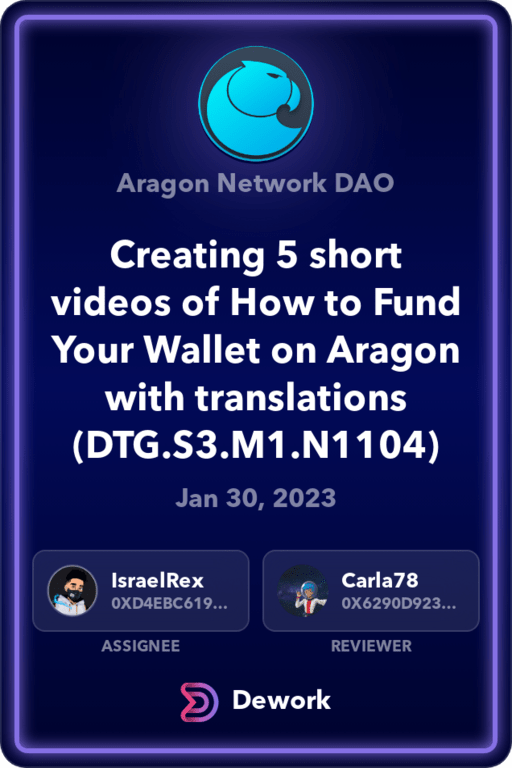 Aragon Network DAO
Creating 5 short
videos of How to Fund
Your Wallet on Aragon
with translations
(DTG.S3.M1.N1104)
Jan 30, 2023
IsraelRex
0XD4EBC619...
Carla78
0X6290D923...
ASSIGNEE
REVIEWER
Dework